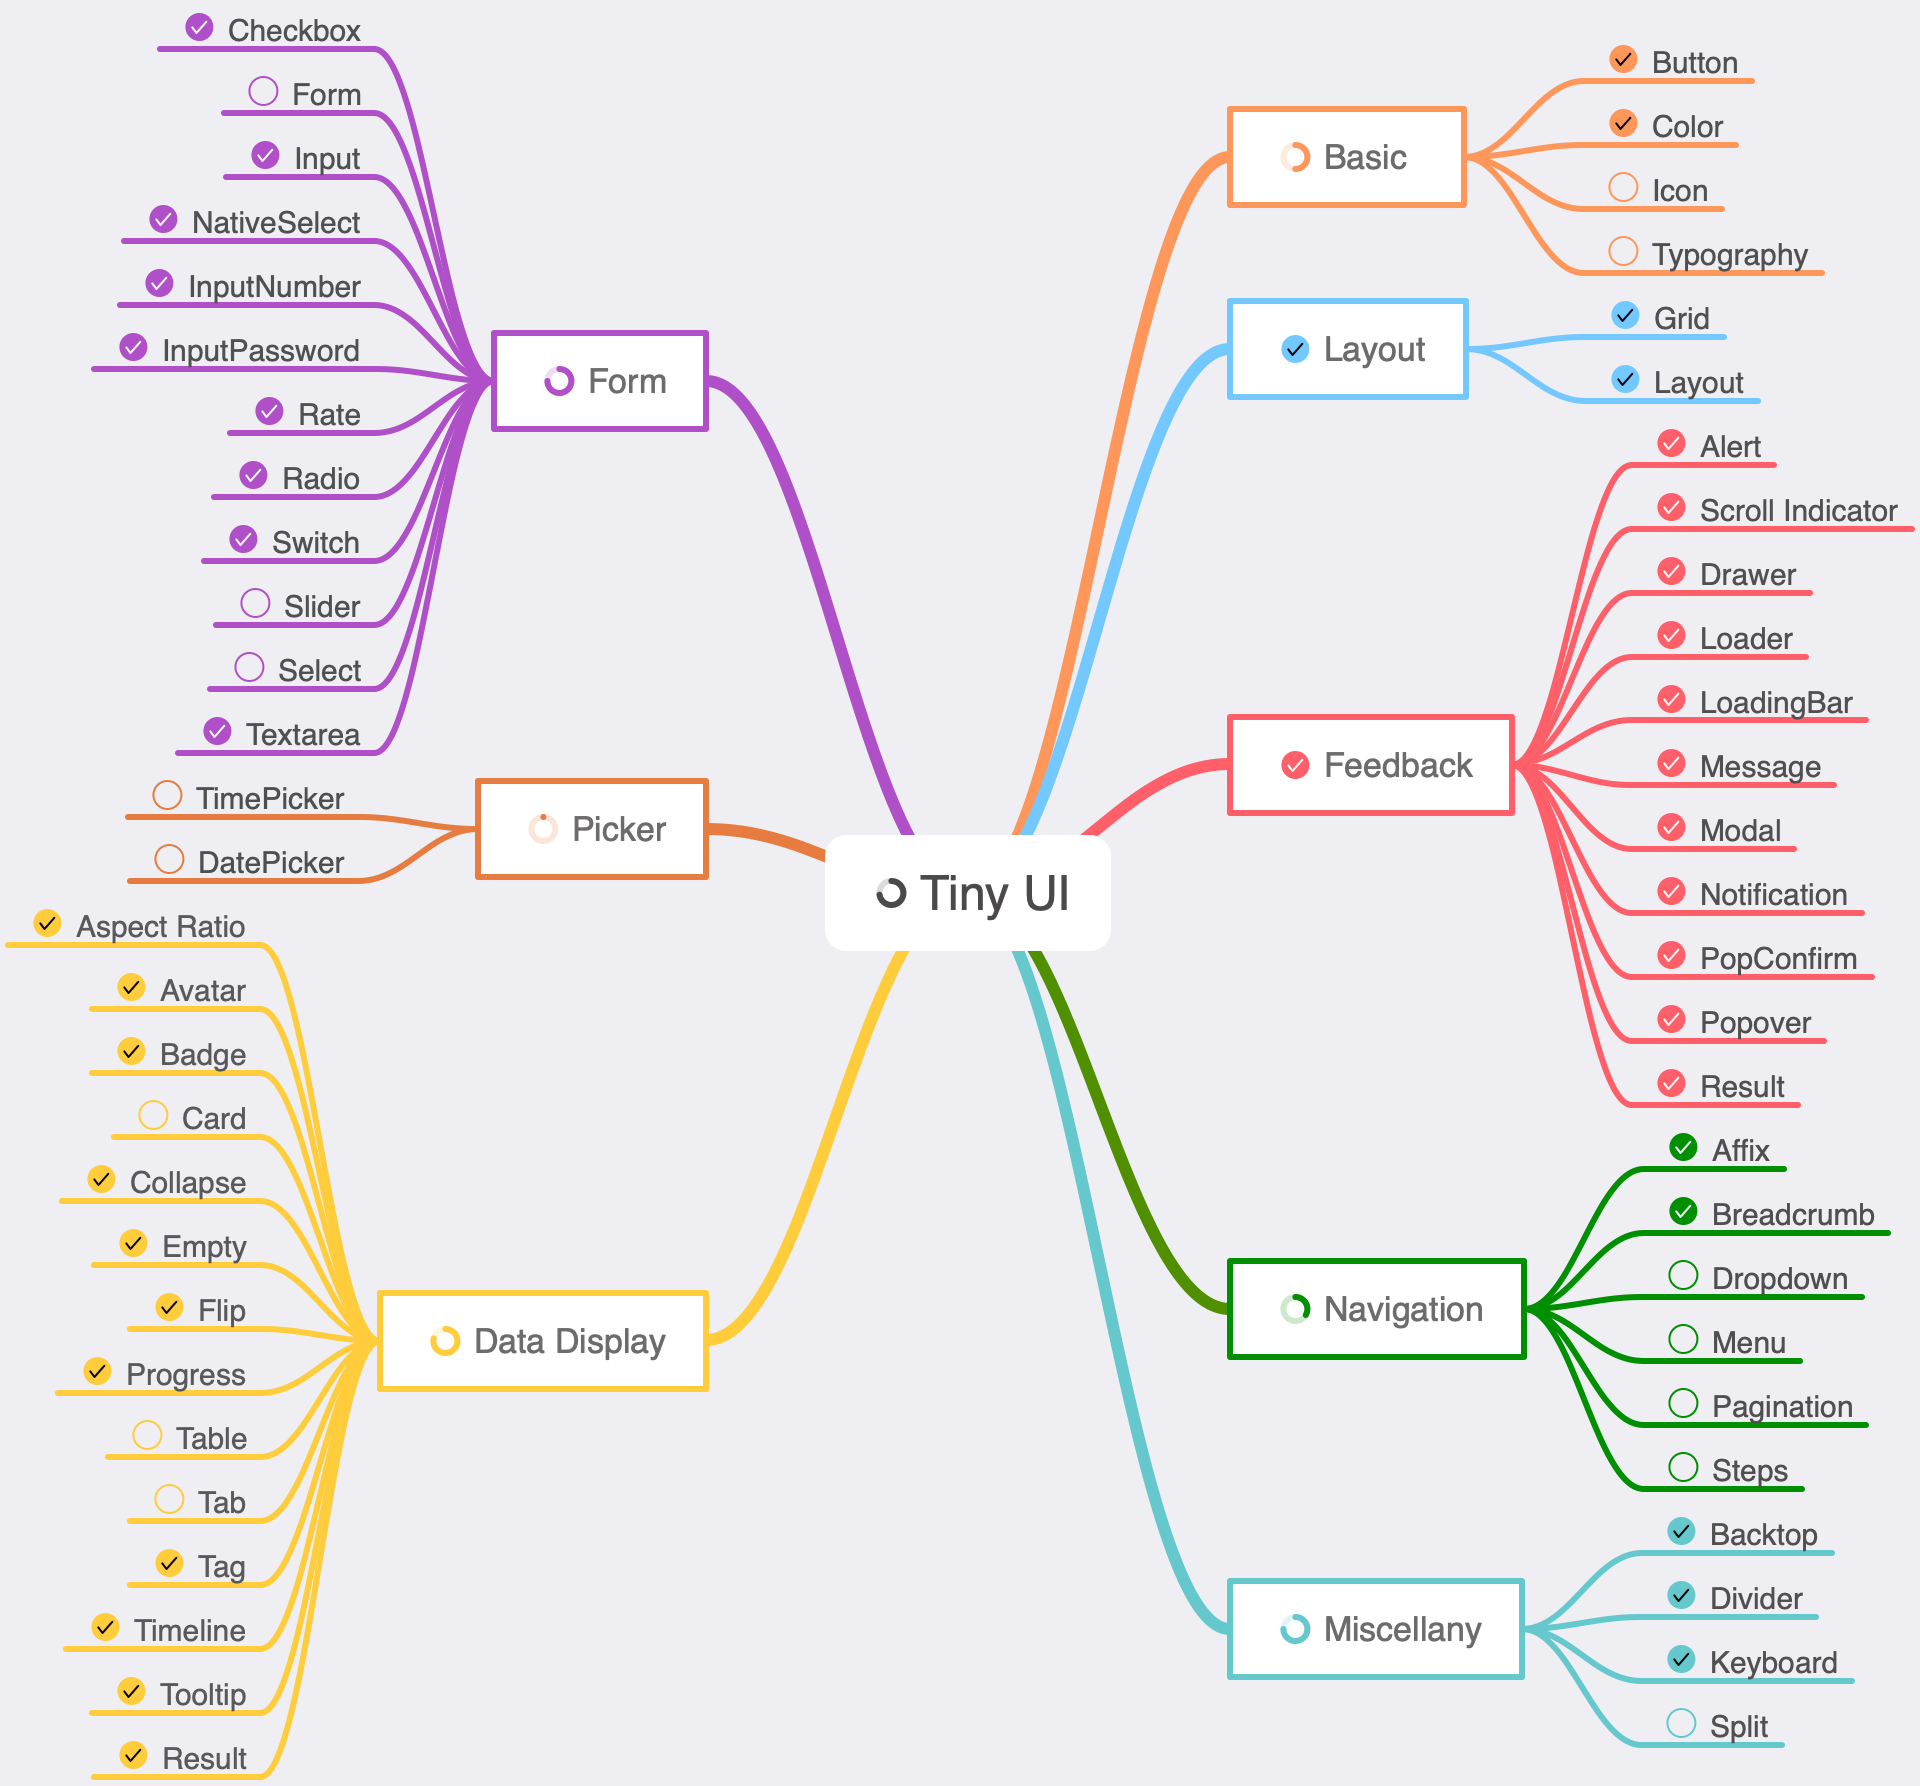 Tiny UI
Form
Checkbox
Form
Input
NativeSelect
InputNumber
InputPassword
Rate
Radio
Switch
Slider
Select
Textarea
Picker
TimePicker
DatePicker
Data Display
Aspect Ratio
Avatar
Badge
Card
Collapse
Empty
Flip
Progress
Table
Tab
Tag
Timeline
Tooltip
Result
Basic
Button
Color
Icon
Typography
Layout
Grid
Layout
Feedback
Alert
Scroll Indicator
Drawer
Loader
LoadingBar
Message
Modal
Notification
PopConfirm
Popover
Result
Navigation
Affix
Breadcrumb
Dropdown
Menu
Pagination
Steps
Miscellany
Backtop
Divider
Keyboard
Split